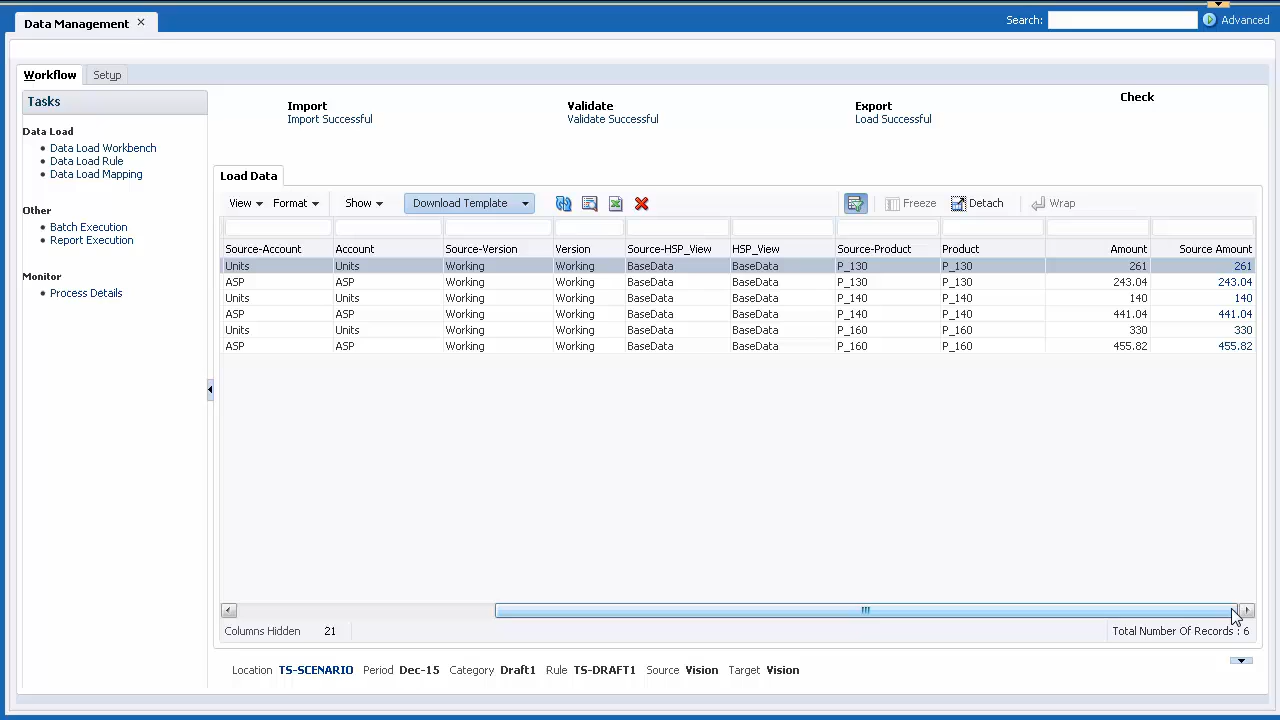 Data Management ×
Search: Advanced
Workflow Setup
Tasks
Data Load
Data Load Workbench
Data Load Rule
Data Load Mapping
Other
Batch Execution
Report Execution
Monitor
Process Details
Import Validate Export Check
Import Successful Validate Successful Load Successful
Load Data
View Format Show Download Template Freeze Detach Wrap
Source-Account Account Source-Version Version Source-HSP_View HSP_View Source-Product Product Amount Source Amount
Units Units Working Working BaseData BaseData P_130 P_130 261 261
ASP ASP Working Working BaseData BaseData P_130 P_130 243.04 243.04
Units Units Working Working BaseData BaseData P_140 P_140 140 140
ASP ASP Working Working BaseData BaseData P_140 P_140 441.04 441.04
Units Units Working Working BaseData BaseData P_160 P_160 330 330
ASP ASP Working Working BaseData BaseData P_160 P_160 455.82 455.82
Columns Hidden 21 Total Number Of Records : 6
Location TS-SCENARIO Period Dec-15 Category Draft1 Rule TS-DRAFT1 Source Vision Target Vision